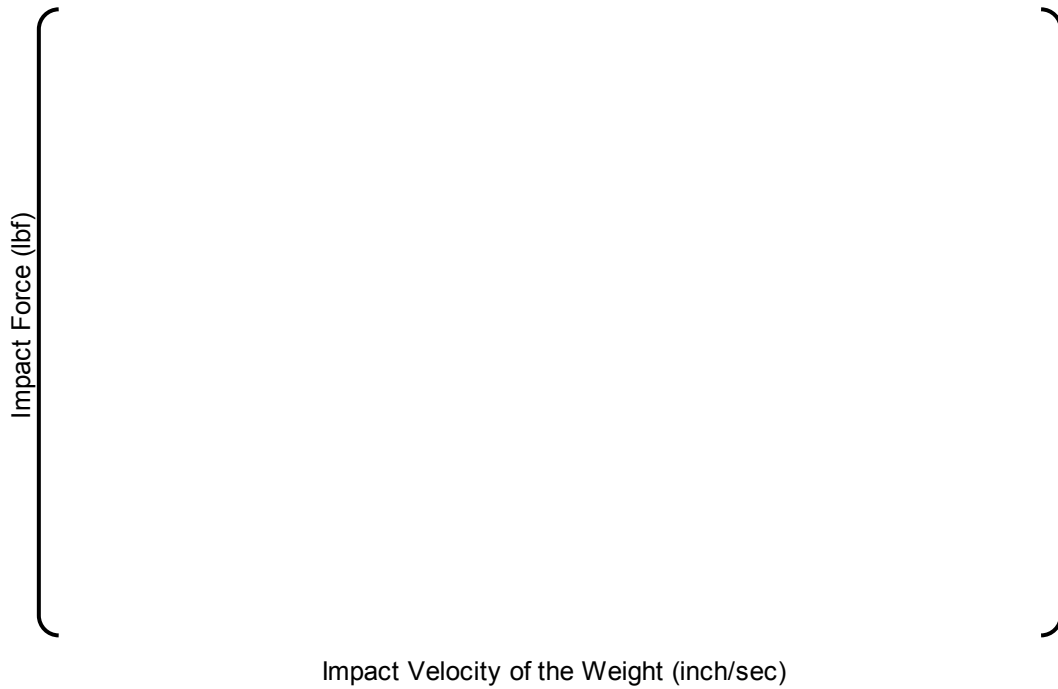 Impact Force (lbf)
Impact Velocity of the Weight (inch/sec)